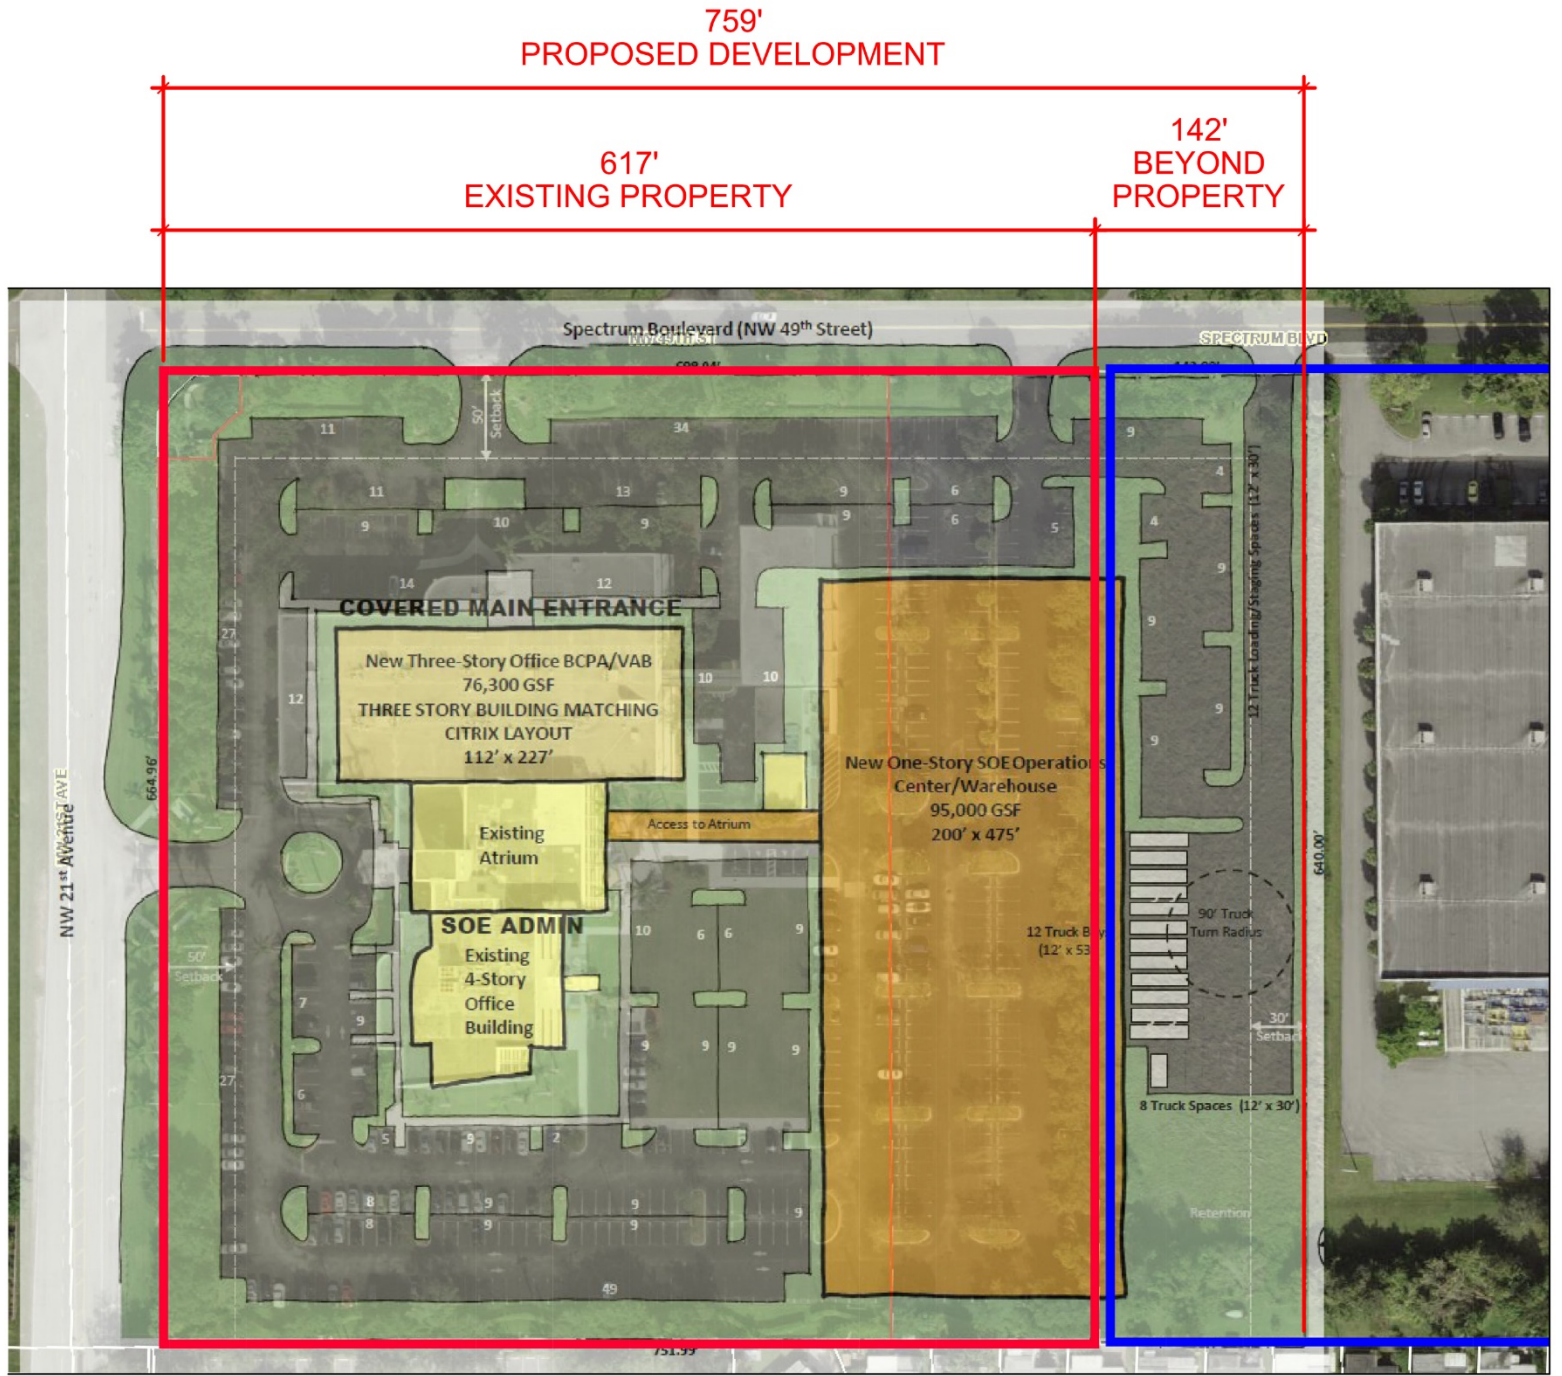 759'
PROPOSED DEVELOPMENT
617'
EXISTING PROPERTY
142'
BEYOND
PROPERTY
Spectrum Boulevard (NW 49th Street)
SPECTRUM BLVD
50'
Setback
11
34
9
11
13
9
6
4
9
10
9
9
6
5
4
12 Truck Loading/Staging Spaces (12' x 30')
14
12
9
COVERED MAIN ENTRANCE
27
9
New Three-Story Office BCPA/VAB
76,300 GSF
THREE STORY BUILDING MATCHING
CITRIX LAYOUT
112' x 227'
12
10
10
9
9
664.96'
NW 21st Avenue
New One-Story SOE Operations
Center/Warehouse
95,000 GSF
200' x 475'
Existing
Atrium
Access to Atrium
640.00'
SOE ADMIN
Existing
4-Story
Office
Building
10
6
6
9
12 Truck B
(12' x 53
90' Truck
Turn Radius
50'
Setback
7
9
30'
Setback
9
9
9
9
27
6
8 Truck Spaces (12' x 30')
5
9
2
8
9
9
9
8
9
9
Retention
49
751.99'